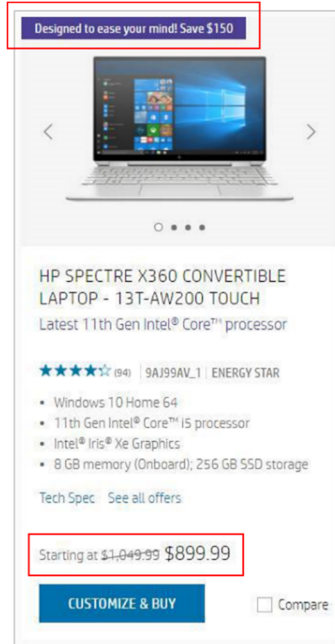 Designed to ease your mind! Save $150
HP SPECTRE X360 CONVERTIBLE
LAPTOP - 13T-AW200 TOUCH
Latest 11th Gen Intel® Core™ processor
(94) 9AJ99AV_1 ENERGY STAR
• Windows 10 Home 64
• 11th Gen Intel® Core™ i5 processor
• Intel® Iris® Xe Graphics
• 8 GB memory (Onboard); 256 GB SSD storage
Tech Spec See all offers
Starting at $1,049.99 $899.99
CUSTOMIZE & BUY Compare